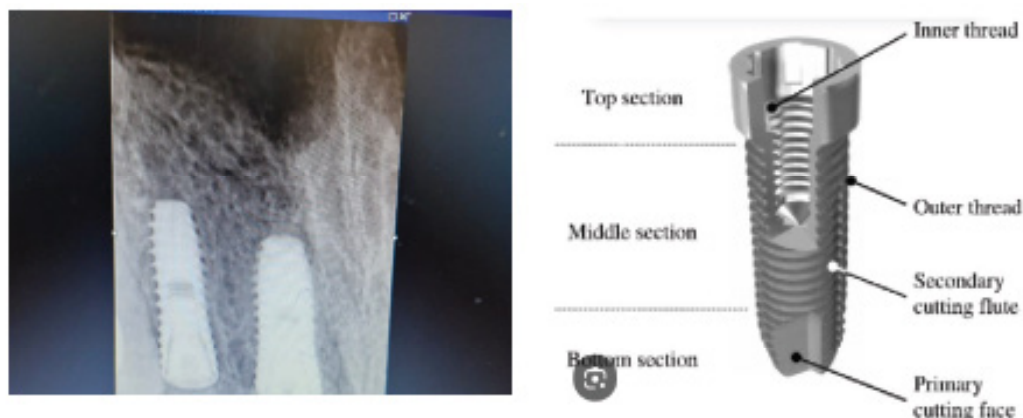 Inner thread
Top section
Outer thread
Middle section
Secondary
cutting flute
Bottom section
Primary
cutting face